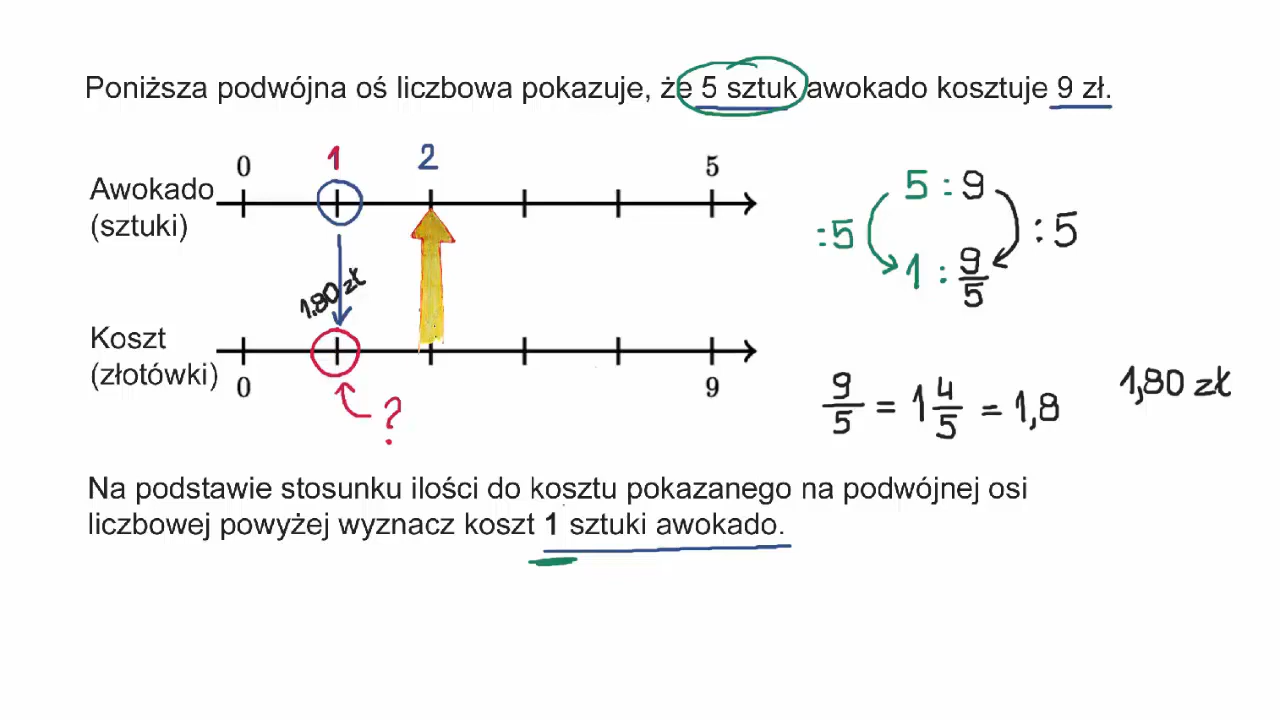 Poniższa podwójna oś liczbowa pokazuje, że 5 sztuk awokado kosztuje 9 zł.
0 1 2 5
Awokado
(sztuki)
1.80 zł
Koszt
(złotówki)
0 9
?
5 : 9
:5 :5
1 : 9/5
9/5 = 1 4/5 = 1,8
1,80 zł
Na podstawie stosunku ilości do kosztu pokazanego na podwójnej osi
liczbowej powyżej wyznacz koszt 1 sztuki awokado.